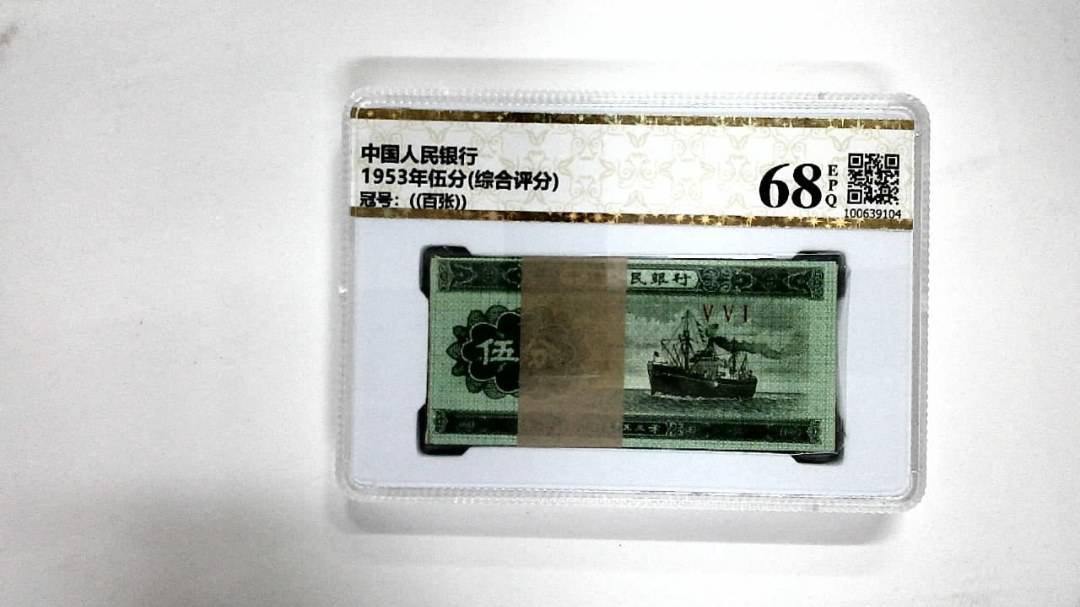 中国人民银行
1953年伍分(综合评分)
冠号：((百张))
68
EPQ
100639104
民银行
V V I
伍分